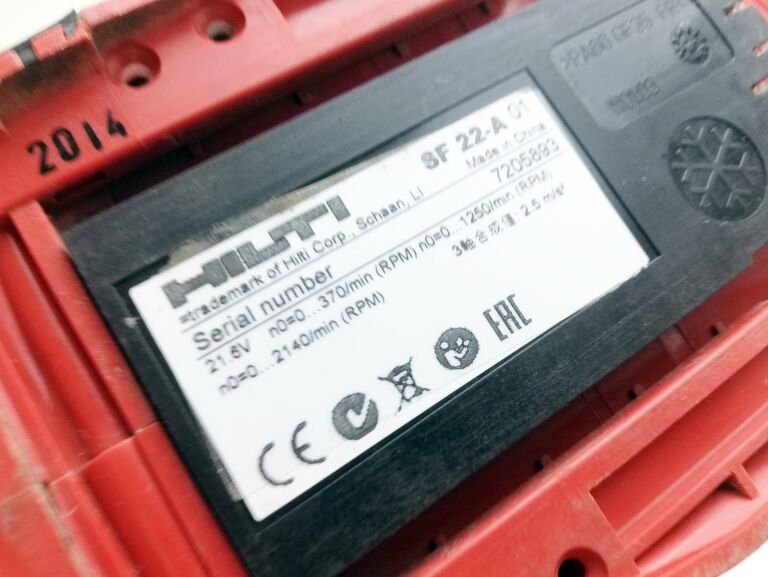 2014
HILTI
SF 22-A 01
=trademark of Hilti Corp., Schaan, LI
Made in China
Serial number
7205893
21.6V n0=0...370/min (RPM) n0=0...1250/min (RPM)
n0=0...2140/min (RPM)
3軸合成値: 2.5 m/s²
CE
EAC